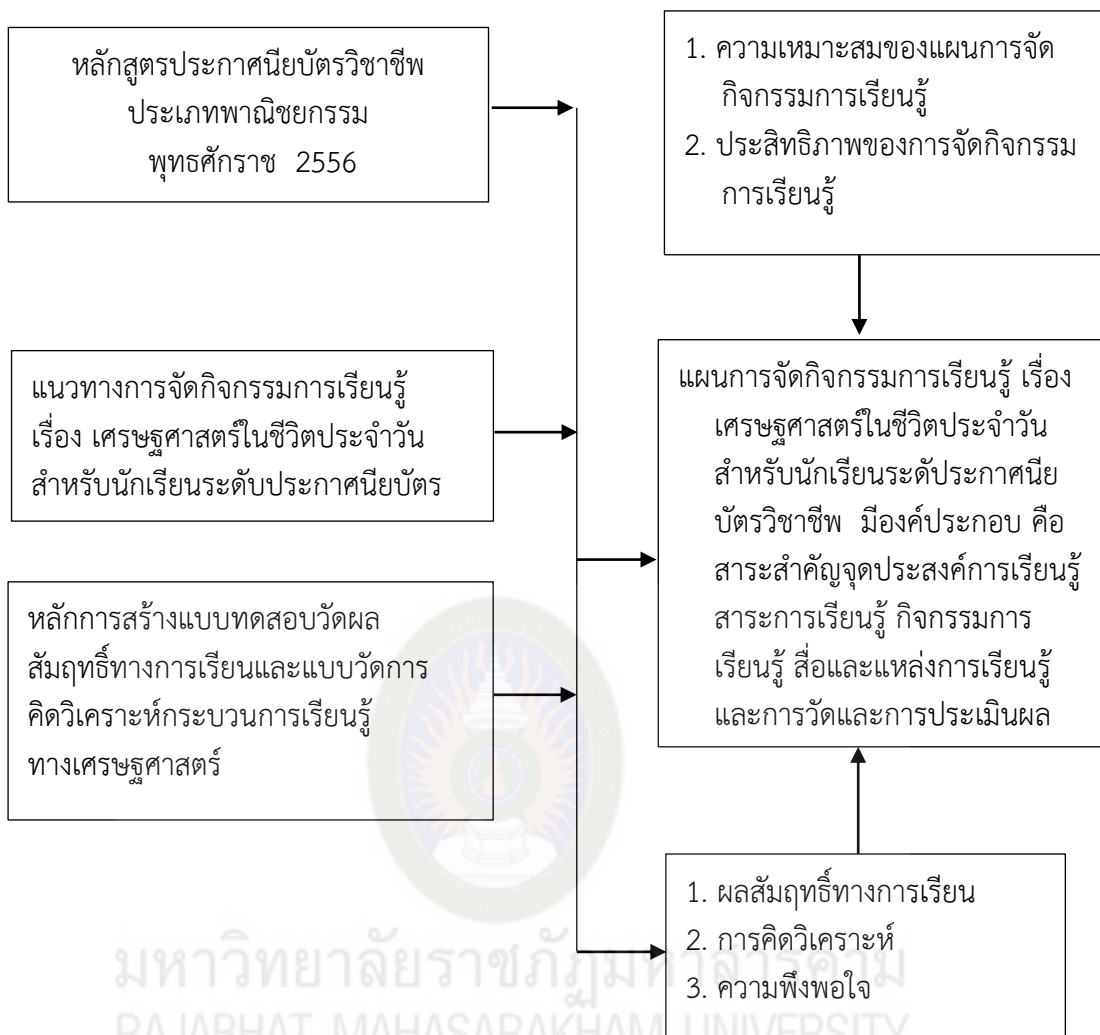 หลักสูตรประกาศนียบัตรวิชาชีพ
ประเภทพาณิชยกรรม
พุทธศักราช 2556
แนวทางการจัดกิจกรรมการเรียนรู้
เรื่อง เศรษฐศาสตร์ในชีวิตประจำวัน
สำหรับนักเรียนระดับประกาศนียบัตร
หลักการสร้างแบบทดสอบวัดผล
สัมฤทธิ์ทางการเรียนและแบบวัดการ
คิดวิเคราะห์กระบวนการเรียนรู้
ทางเศรษฐศาสตร์
1. ความเหมาะสมของแผนการจัด
กิจกรรมการเรียนรู้
2. ประสิทธิภาพของการจัดกิจกรรม
การเรียนรู้
แผนการจัดกิจกรรมการเรียนรู้ เรื่อง
เศรษฐศาสตร์ในชีวิตประจำวัน
สำหรับนักเรียนระดัประกาศนีย
บัตรวิชาชีพ มีองค์ประกอบ คือ
สาระสำคัญจุดประสงค์การเรียนรู้
สาระการเรียนรู้ กิจกรรมการ
เรียนรู้ สื่อและแหล่งการเรียนรู้
และการวัดและการประเมินผล
1. ผลสัมฤทธิ์ทางการเรียน
2. การคิดวิเคราะห์
3. ความพึงพอใจ
มหาวิทยาลัยราชภัฏมหาสารคาม
RAJABHAT MAHASARAKHAM UNIVERSITY